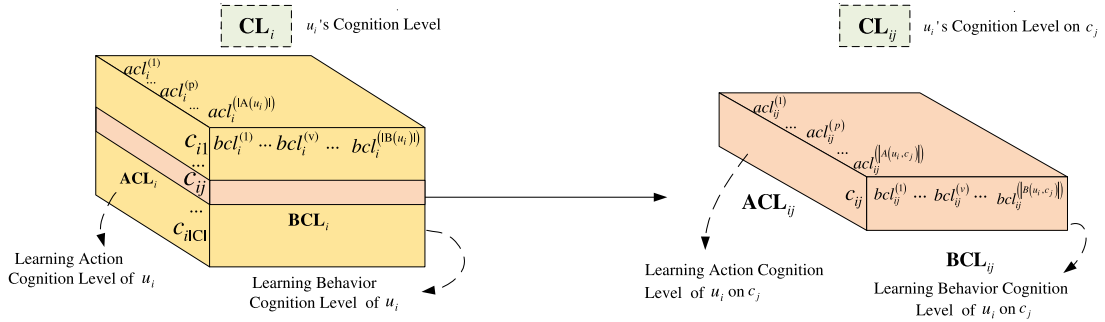 CL_i u_i's Cognition Level
acl_i^(1)
...
acl_i^(p)
...
acl_i^(|A(u_i)|)
c_i1 bcl_i^(1) ... bcl_i^(v) ... bcl_i^(|B(u_i)|)
...
c_ij
ACL_i
...
BCL_i
c_i|C|
Learning Action
Cognition Level of u_i
Learning Behavior
Cognition Level of u_i
CL_ij u_i's Cognition Level on c_j
acl_ij^(1)
...
acl_ij^(p)
...
acl_ij^(|A(u_i,c_j)|)
c_ij bcl_ij^(1) ... bcl_ij^(v) ... bcl_ij^(|B(u_i,c_j)|)
ACL_ij
BCL_ij
Learning Action Cognition
Level of u_i on c_j
Learning Behavior Cognition
Level of u_i on c_j